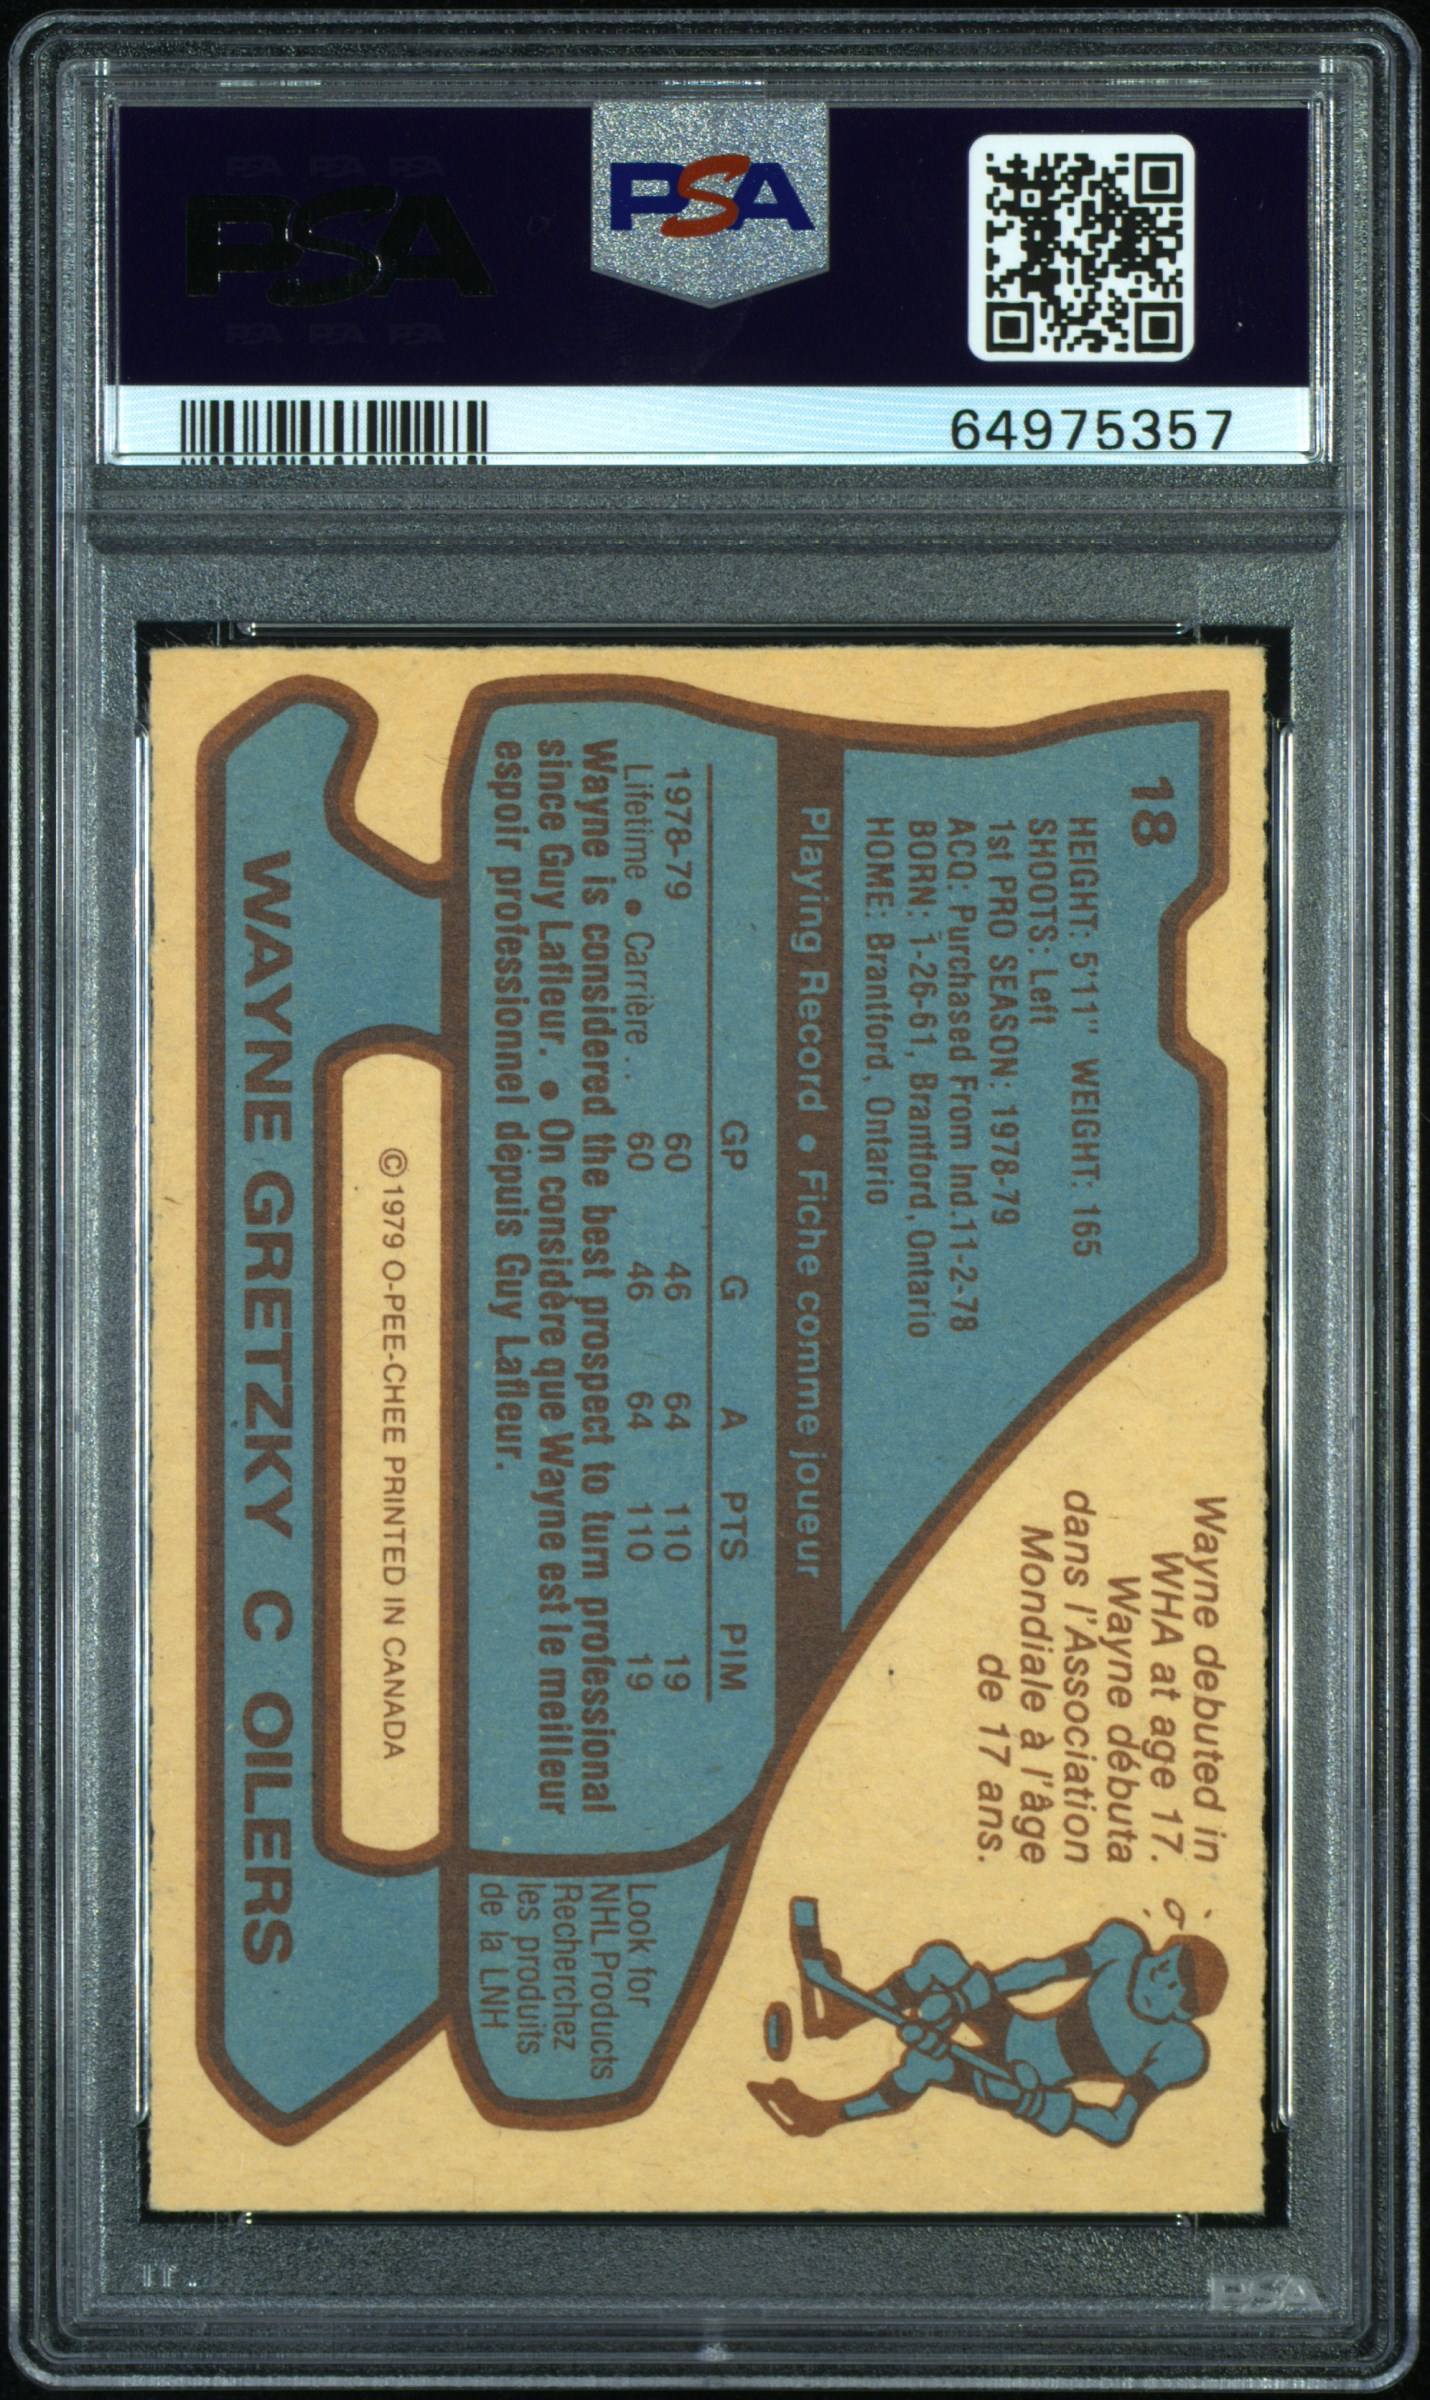 PSA PSA PSA
PSA
PSA PSA PSA
PSA
64975357
18
HEIGHT: 5'11" WEIGHT: 165
SHOOTS: Left
1st PRO SEASON: 1978-79
ACQ: Purchased From Ind.11-2-78
BORN: 1-26-61, Brantford, Ontario
HOME: Brantford, Ontario
Wayne debuted in
WHA at age 17.
Wayne débuta
dans l'Association
Mondiale à l'âge
de 17 ans.
Playing Record • Fiche comme joueur
GP G A PTS PIM
1978-79 60 46 64 110 19
Lifetime • Carrière . . 60 46 64 110 19
Wayne is considered the best prospect to turn professional
since Guy Lafleur. • On considère que Wayne est le meilleur
espoir professionnel depuis Guy Lafleur.
Look for
NHL Products
Recherchez
les produits
de la LNH
© 1979 O-PEE-CHEE PRINTED IN CANADA
WAYNE GRETZKY C OILERS
PSA